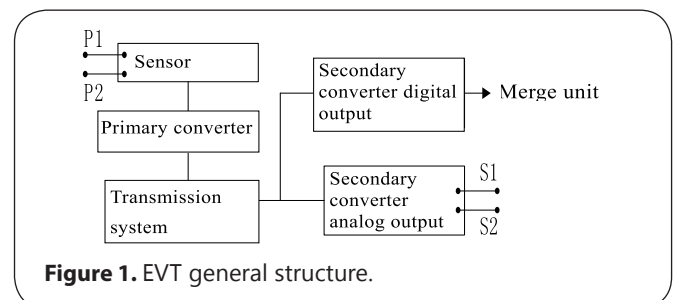 P1
P2
Sensor
Primary converter
Transmission
system
Secondary
converter digital
output
Merge unit
Secondary
converter
analog output
S1
S2
Figure 1. EVT general structure.